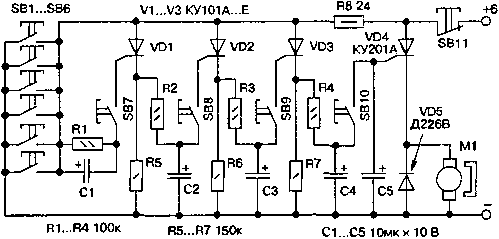 SB1...SB6
V1...V3 КУ101А...Е
R8 24
+6
VD1
VD2
VD3
VD4
КУ201А
SB11
R2
R3
R4
SB7
SB8
SB9
SB10
VD5
Д226В
R1
M1
C1
R5
C2
R6
C3
R7
C4
C5
R1...R4 100к
R5...R7 150к
C1...C5 10мк х 10 В